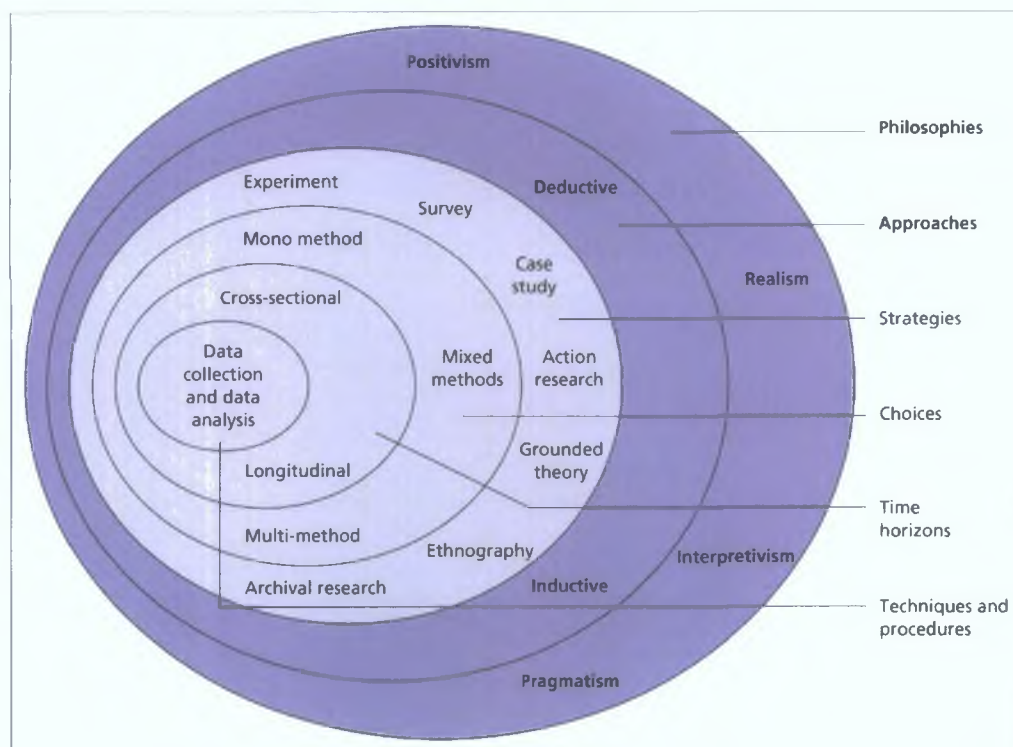 Positivism
Philosophies
Experiment
Deductive
Survey
Approaches
Mono method
Case
study
Realism
Cross-sectional
Strategies
Data
collection
and data
analysis
Mixed
methods
Action
research
Choices
Grounded
theory
Longitudinal
Time
horizons
Multi-method
Ethnography
Interpretivism
Archival research
Inductive
Techniques and
procedures
Pragmatism